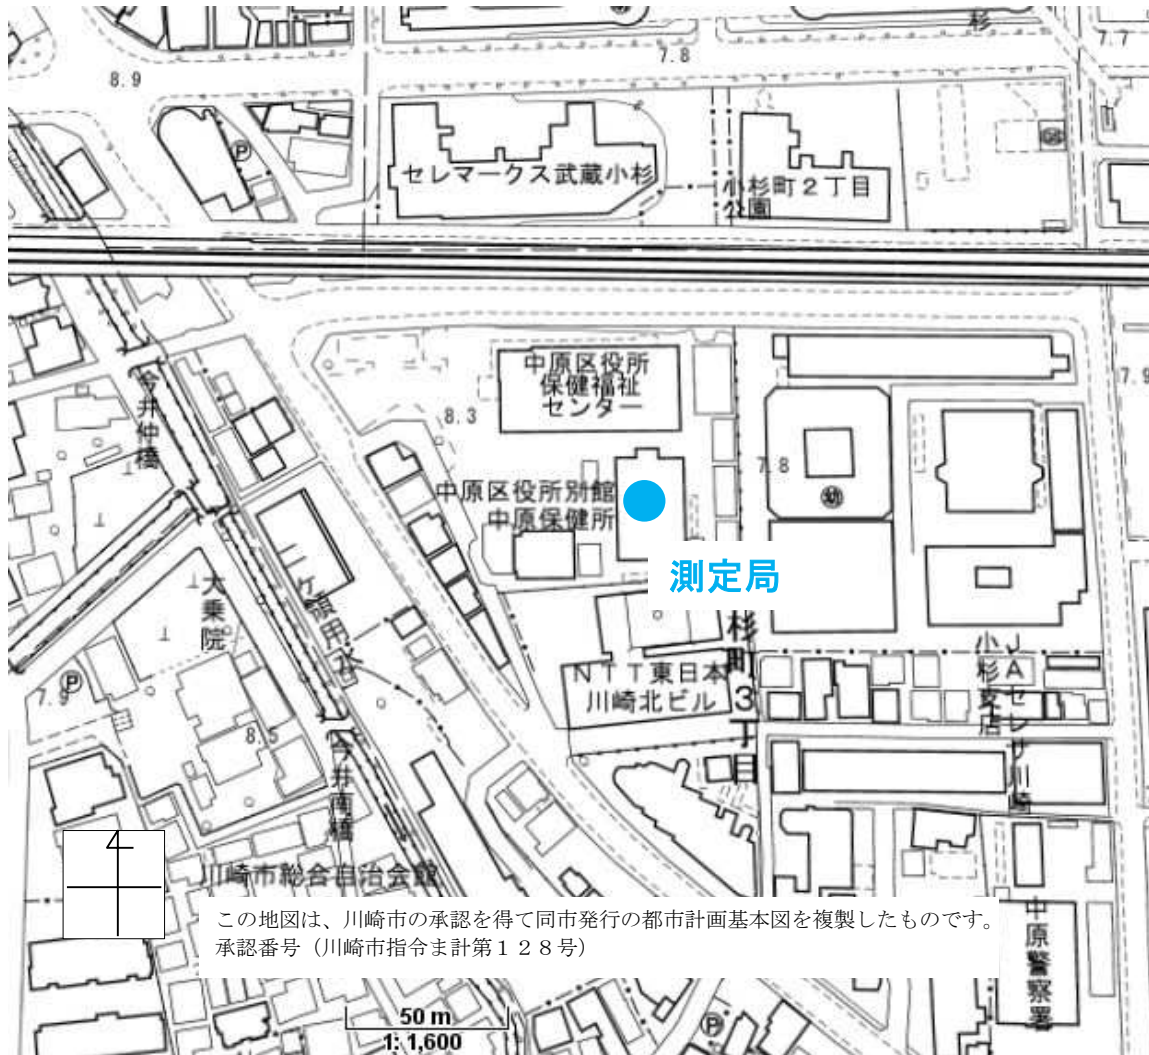 杉
7.7
7.8
8.9
Ⓟ
GS
セレマークス武蔵小杉
小杉町２丁目
公園
中原区役所
保健福祉
センター
7.9
今井仲橋
8.3
7.8
中原区役所別館
中原保健所
幼
測定局
大乗院
杉町３丁
ＮＴＴ東日本
川崎北ビル
ＪＡセレサ川崎
小杉支店
7.9
Ⓟ
8.5
今井南橋
目
川崎市総合自治会館
この地図は、川崎市の承認を得て同市発行の都市計画基本図を複製したものです。
承認番号（川崎市指令ま計第１２８号）
中原警察署
50 m
1: 1,600
Ⓟ